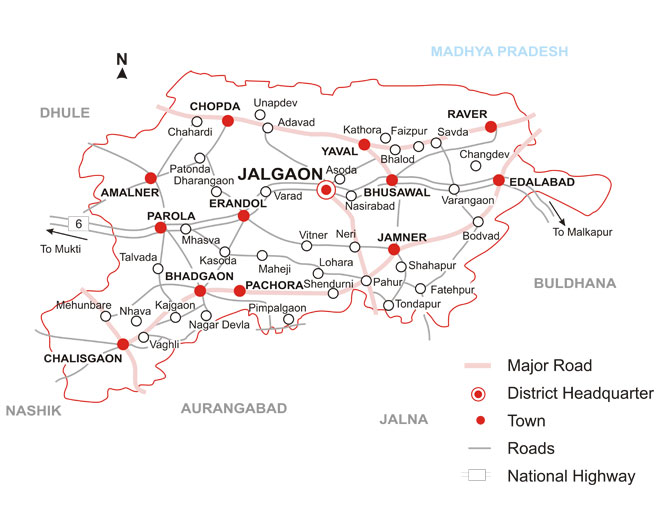 MADHYA PRADESH
N
DHULE
CHOPDA
Unapdev
RAVER
Chahardi
Adavad
Kathora
Faizpur
Savda
YAVAL
Bhalod
Changdev
Patonda
JALGAON
Asoda
Dharangaon
AMALNER
Varad
BHUSAWAL
EDALABAD
ERANDOL
Nasirabad
Varangaon
PAROLA
6
Mhasva
Vitner
Neri
JAMNER
Bodvad
To Malkapur
To Mukti
Talvada
Kasoda
Maheji
Lohara
Shahapur
BHADGAON
PACHORA
Shendurni
Pahur
Fatehpur
BULDHANA
Mehunbare
Nhava
Kajgaon
Pimpalgaon
Tondapur
Nagar Devla
Vaghli
CHALISGAON
NASHIK
AURANGABAD
JALNA
Major Road
District Headquarter
Town
Roads
National Highway